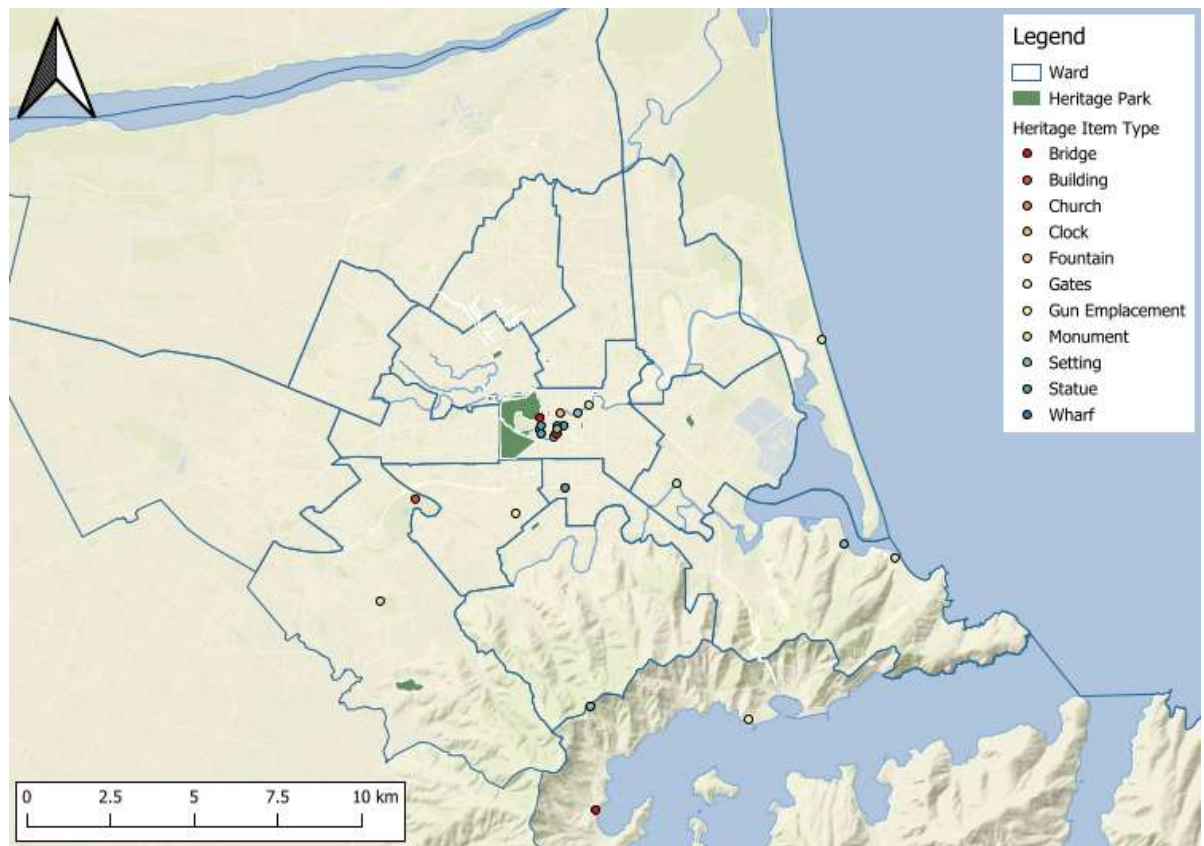 Legend
Ward
Heritage Park
Heritage Item Type
Bridge
Building
Church
Clock
Fountain
Gates
Gun Emplacement
Monument
Setting
Statue
Wharf
0 2.5 5 7.5 10 km